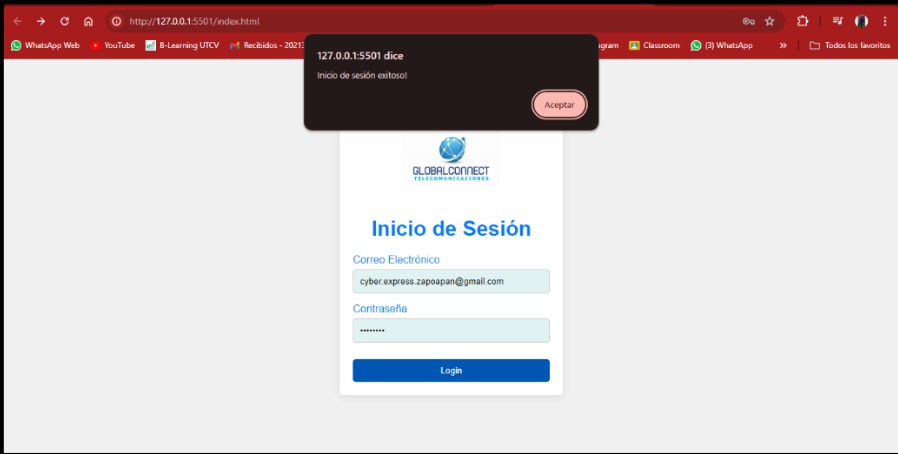 http://127.0.0.1:5501/index.html
WhatsApp Web YouTube B-Learning UTCV Recibidos - 2021 gram Classroom (3) WhatsApp » Todos los favoritos
127.0.0.1:5501 dice
Inicio de sesión exitoso!
Aceptar
GLOBALCONNECT
TELECOMUNICACIONES
Inicio de Sesión
Correo Electrónico
cyber.express.zapoapan@gmail.com
Contraseña
••••••••
Login